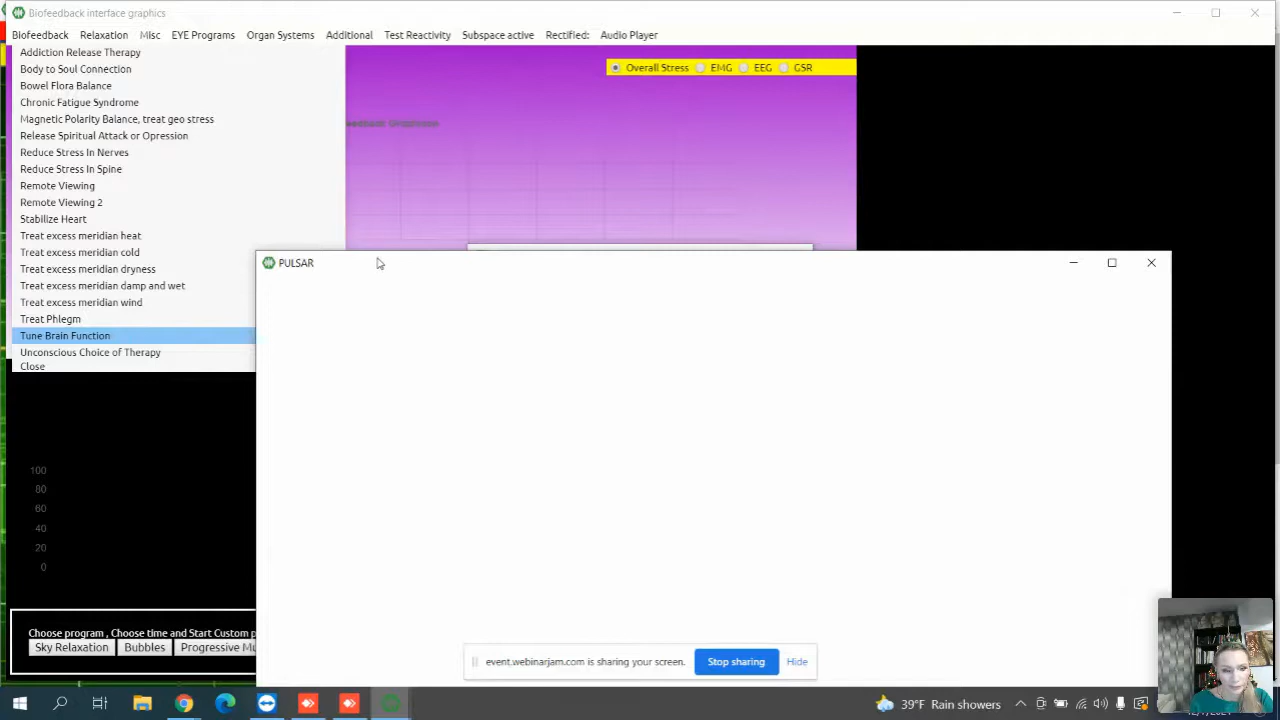 Biofeedback interface graphics
Biofeedback Relaxation Misc EYE Programs Organ Systems Additional Test Reactivity Subspace active Rectified: Audio Player
Addiction Release Therapy
Body to Soul Connection
Bowel Flora Balance
Chronic Fatigue Syndrome
Magnetic Polarity Balance, treat geo stress
Release Spiritual Attack or Opression
Reduce Stress In Nerves
Reduce Stress In Spine
Remote Viewing
Remote Viewing 2
Stabilize Heart
Treat excess meridian heat
Treat excess meridian cold
Treat excess meridian dryness
Treat excess meridian damp and wet
Treat excess meridian wind
Treat Phlegm
Tune Brain Function
Unconscious Choice of Therapy
Close
Overall Stress EMG EEG GSR
PULSAR
100
80
60
40
20
0
Choose program , Choose time and Start Custom p
Sky Relaxation Bubbles Progressive Mu
event.webinarjam.com is sharing your screen. Stop sharing Hide
39°F Rain showers